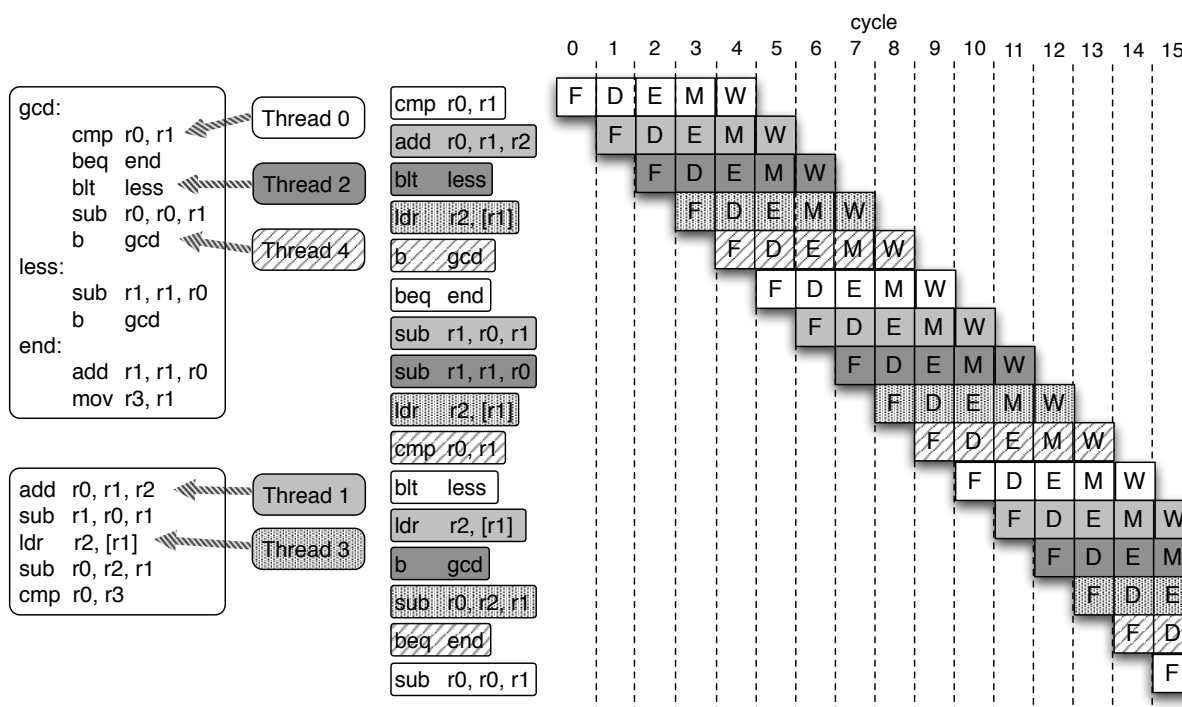 cycle
0 1 2 3 4 5 6 7 8 9 10 11 12 13 14 15
gcd:
cmp r0, r1
beq end
blt less
sub r0, r0, r1
b gcd
less:
sub r1, r1, r0
b gcd
end:
add r1, r1, r0
mov r3, r1
Thread 0
Thread 2
Thread 4
add r0, r1, r2
sub r1, r0, r1
ldr r2, [r1]
sub r0, r2, r1
cmp r0, r3
Thread 1
Thread 3
cmp r0, r1 F D E M W
add r0, r1, r2 F D E M W
blt less F D E M W
ldr r2, [r1] F D E M W
b gcd F D E M W
beq end F D E M W
sub r1, r0, r1 F D E M W
sub r1, r1, r0 F D E M W
ldr r2, [r1] F D E M W
cmp r0, r1 F D E M W
blt less F D E M W
ldr r2, [r1] F D E M W
b gcd F D E M
sub r0, r2, r1 F D E
beq end F D
sub r0, r0, r1 F